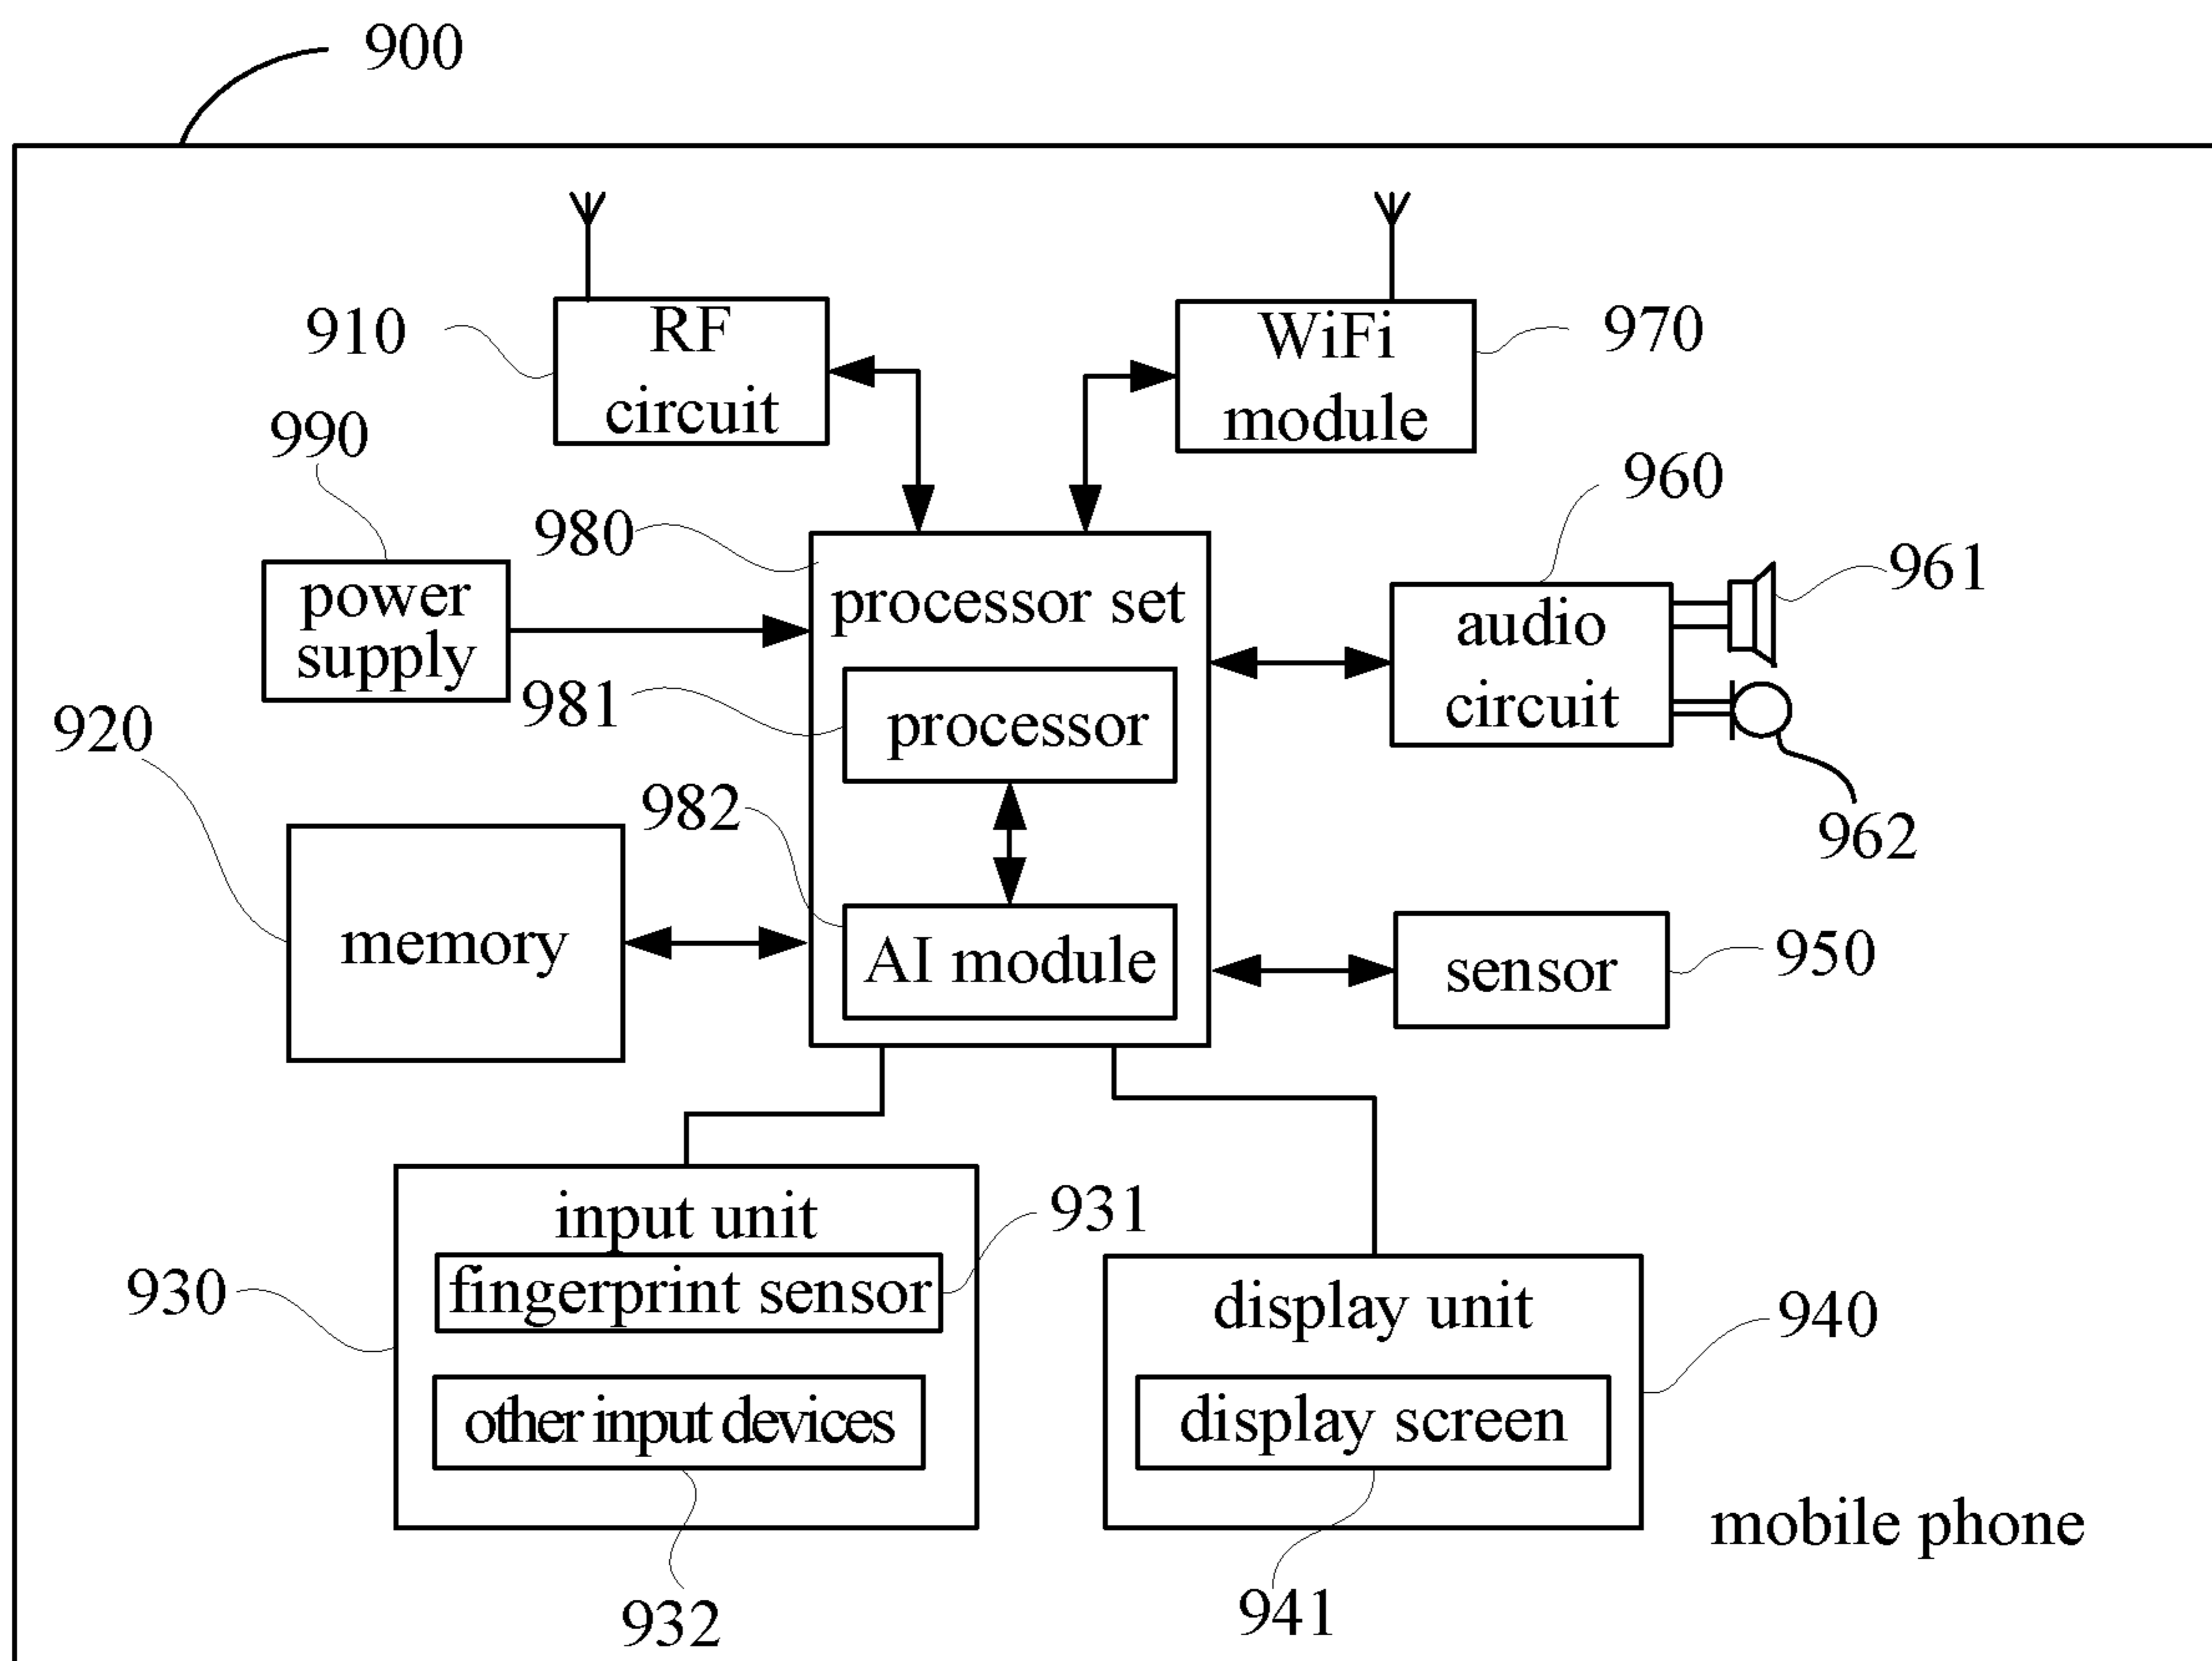 900
910
RF
circuit
WiFi
module
970
990
980
960
961
power
supply
processor set
audio
circuit
981
processor
920
982
962
memory
AI module
sensor
950
input unit
931
fingerprint sensor
930
other input devices
932
display unit
940
display screen
941
mobile phone